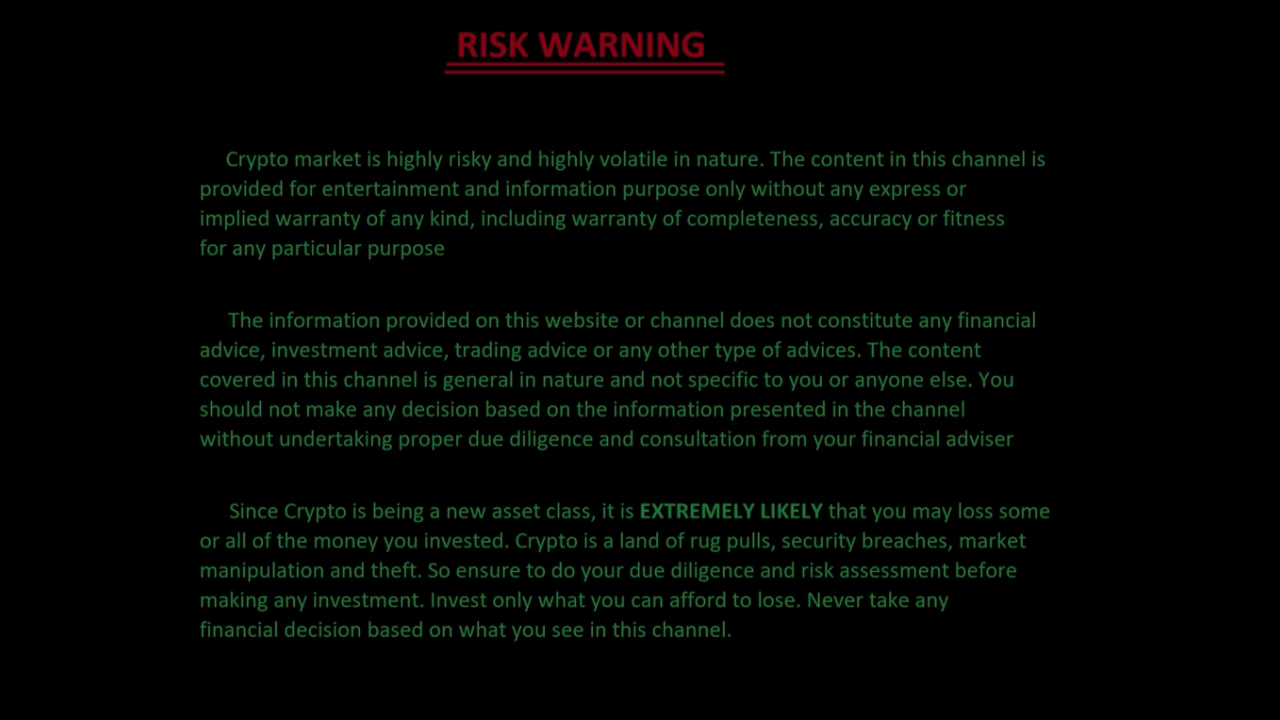 RISK WARNING
Crypto market is highly risky and highly volatile in nature. The content in this channel is
provided for entertainment and information purpose only without any express or
implied warranty of any kind, including warranty of completeness, accuracy or fitness
for any particular purpose
The information provided on this website or channel does not constitute any financial
advice, investment advice, trading advice or any other type of advices. The content
covered in this channel is general in nature and not specific to you or anyone else. You
should not make any decision based on the information presented in the channel
without undertaking proper due diligence and consultation from your financial adviser
Since Crypto is being a new asset class, it is EXTREMELY LIKELY that you may loss some
or all of the money you invested. Crypto is a land of rug pulls, security breaches, market
manipulation and theft. So ensure to do your due diligence and risk assessment before
making any investment. Invest only what you can afford to lose. Never take any
financial decision based on what you see in this channel.